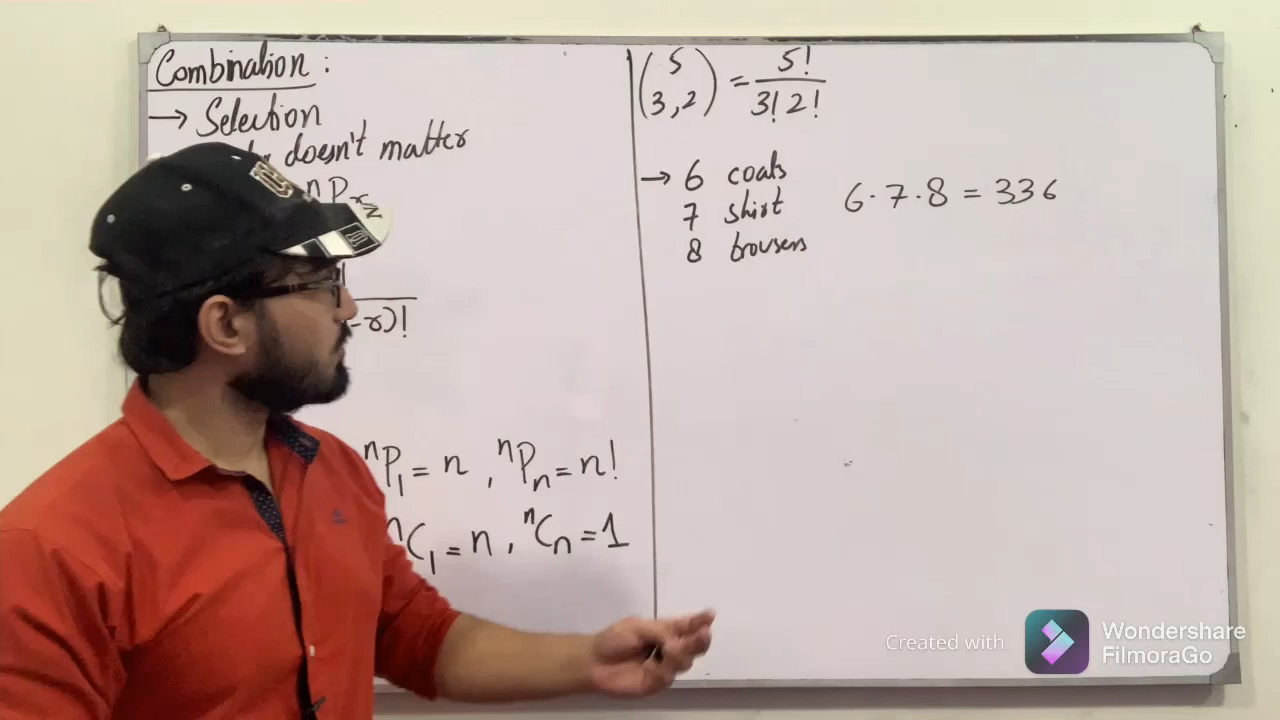 Combination :
→ Selection
doesn't matter
nPr
-r)!
nP1 = n , nPn = n!
nC1 = n , nCn = 1
(5 3,2) = 5! / 3! 2!
→ 6 coats
7 shirt
8 trousers
6 · 7 · 8 = 336
Created with Wondershare FilmoraGo